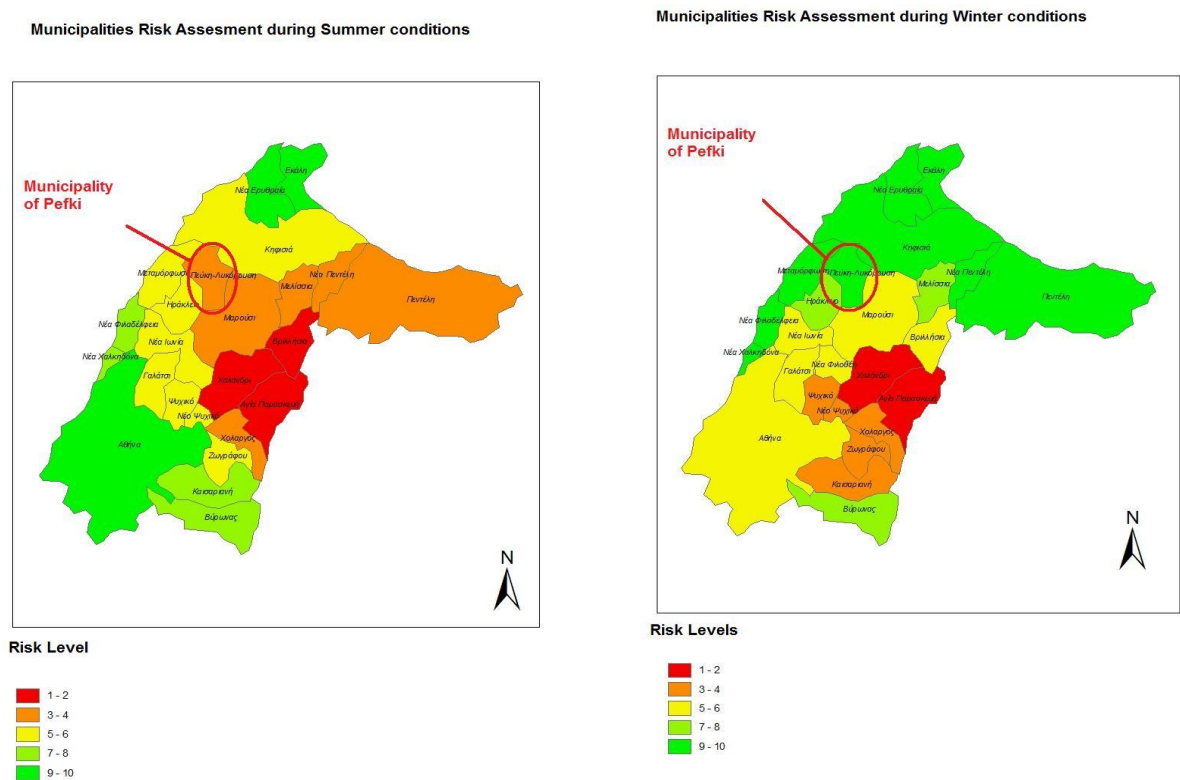 Municipalities Risk Assesment during Summer conditions
Municipality
of Pefki
Εκάλη
Νέα Ερυθραία
Κηφισιά
Μεταμόρφωση
Πεύκη-Λυκόβρυση
Νέα Πεντέλη
Μελίσσια
Πεντέλη
Ηράκλειο
Μαρούσι
Νέα Φιλαδέλφεια
Βριλλήσια
Νέα Ιωνία
Νέα Χαλκηδόνα
Γαλάτσι
Χαλάνδρι
Ψυχικό
Αγία Παρασκευή
Νέο Ψυχικό
Χολαργός
Αθήνα
Ζωγράφου
Καισαριανή
Βύρωνας
N
Risk Level
1 - 2
3 - 4
5 - 6
7 - 8
9 - 10
Municipalities Risk Assessment during Winter conditions
Municipality
of Pefki
Εκάλη
Νέα Ερυθραία
Κηφισιά
Μεταμόρφωση
Πεύκη-Λυκόβρυση
Νέα Πεντέλη
Μελίσσια
Πεντέλη
Ηράκλειο
Μαρούσι
Νέα Φιλαδέλφεια
Βριλλήσια
Νέα Ιωνία
Νέα Χαλκηδόνα
Νέα Φιλοθέη
Γαλάτσι
Χαλάνδρι
Ψυχικό
Αγία Παρασκευή
Νέο Ψυχικό
Χολαργός
Αθήνα
Ζωγράφου
Καισαριανή
Βύρωνας
N
Risk Levels
1 - 2
3 - 4
5 - 6
7 - 8
9 - 10